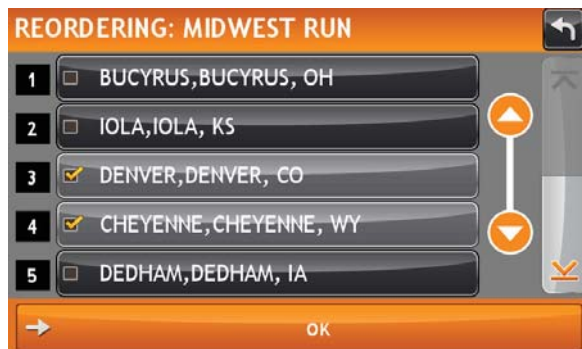 REORDERING: MIDWEST RUN
1 BUCYRUS,BUCYRUS, OH
2 IOLA,IOLA, KS
3 DENVER,DENVER, CO
4 CHEYENNE,CHEYENNE, WY
5 DEDHAM,DEDHAM, IA
OK